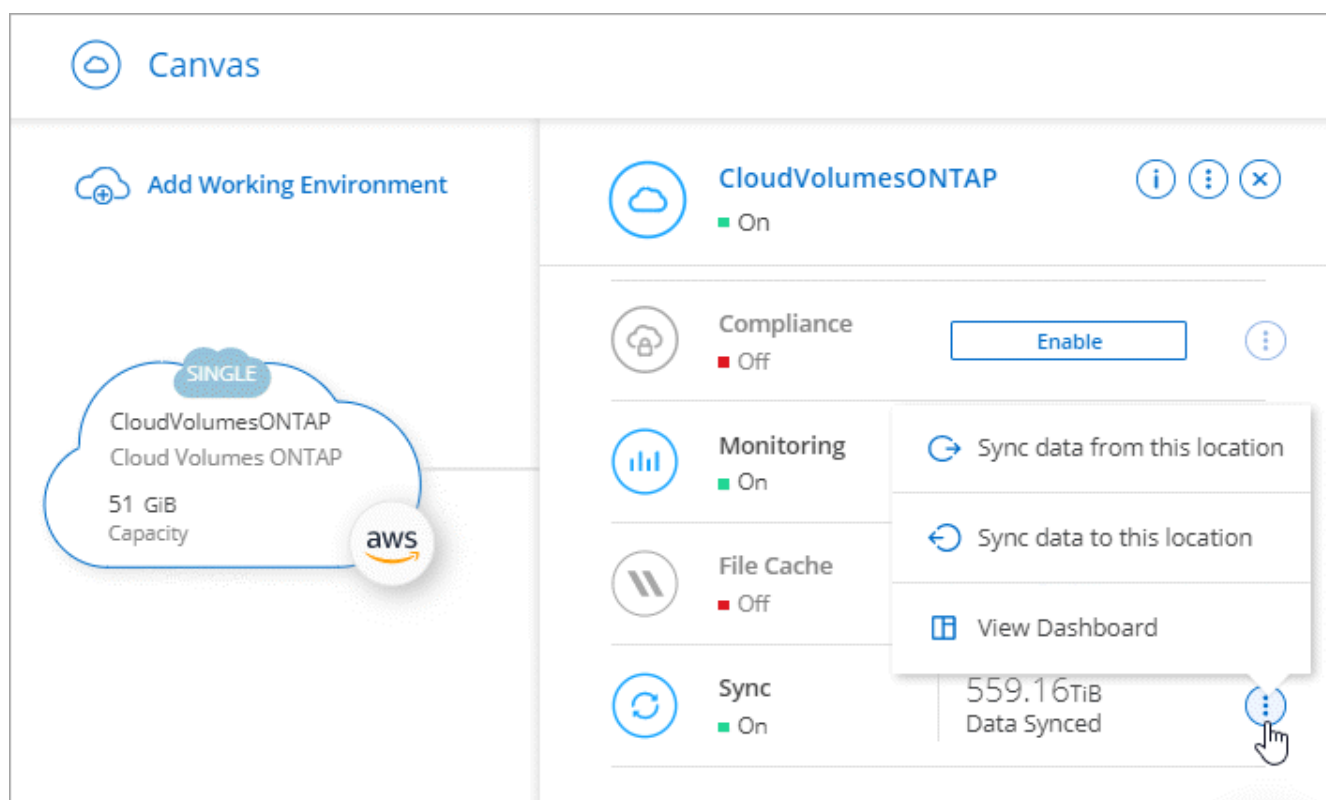 Canvas
Add Working Environment
SINGLE
CloudVolumesONTAP
Cloud Volumes ONTAP
51 GiB
Capacity
aws
CloudVolumesONTAP
On
Compliance
Off
Enable
Monitoring
On
File Cache
Off
Sync
On
559.16TiB
Data Synced
Sync data from this location
Sync data to this location
View Dashboard